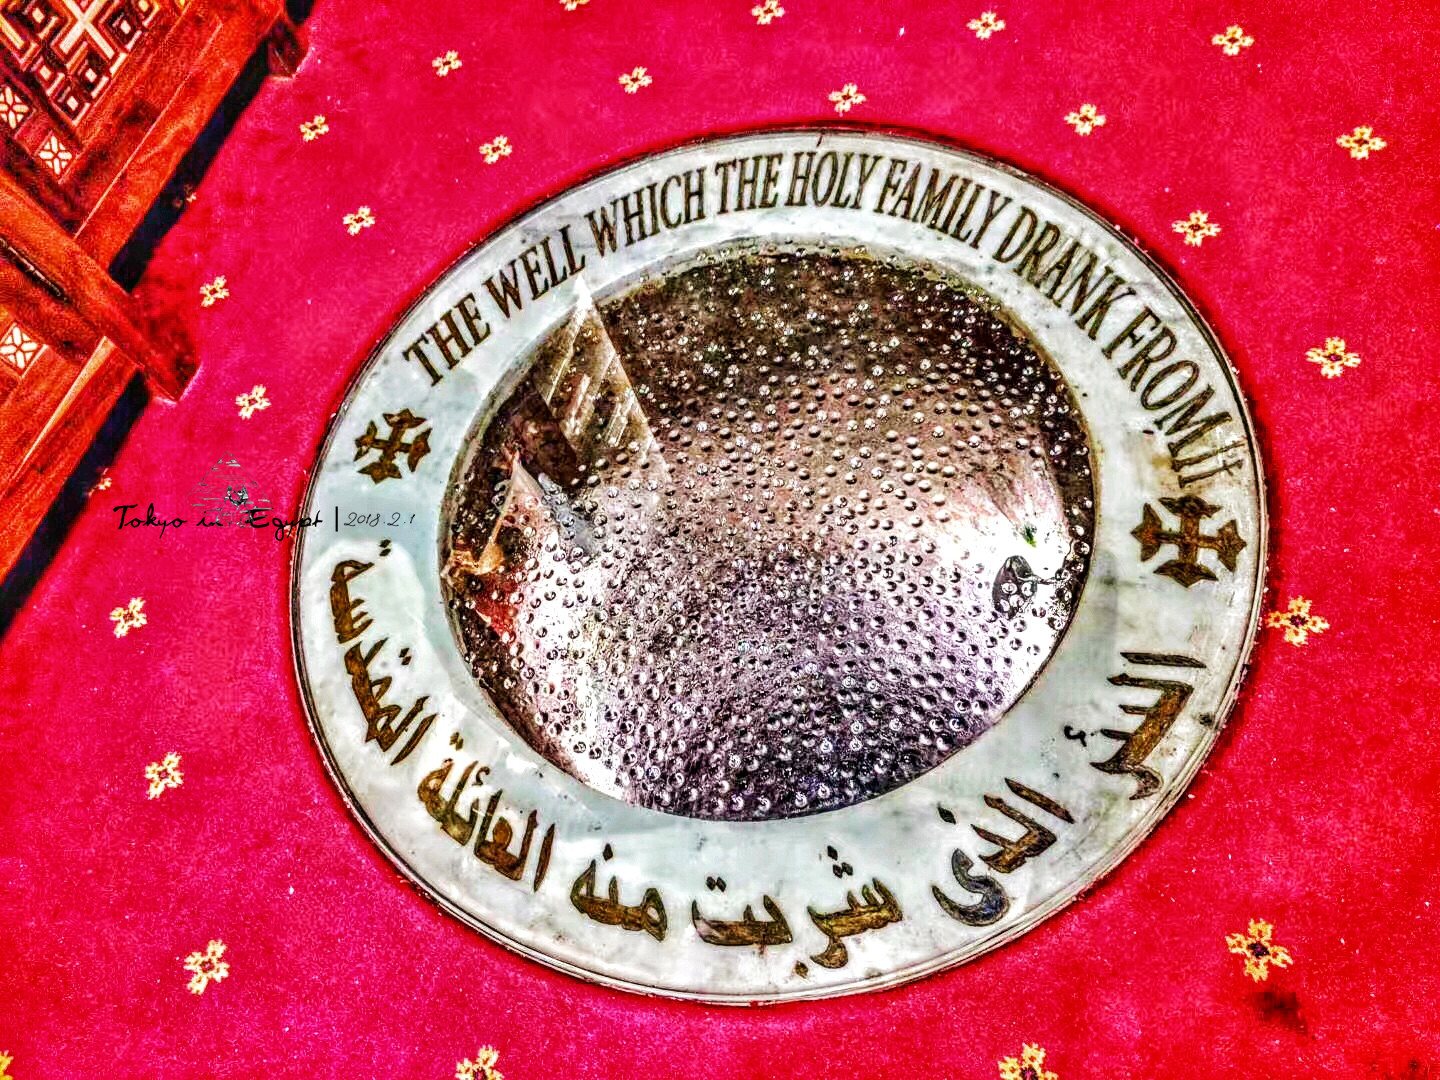 THE WELL WHICH THE HOLY FAMILY DRANK FROM It
البئر الذى شربت منه العائلة المقدسة
Tokyo in Egypt | 2018.2.1